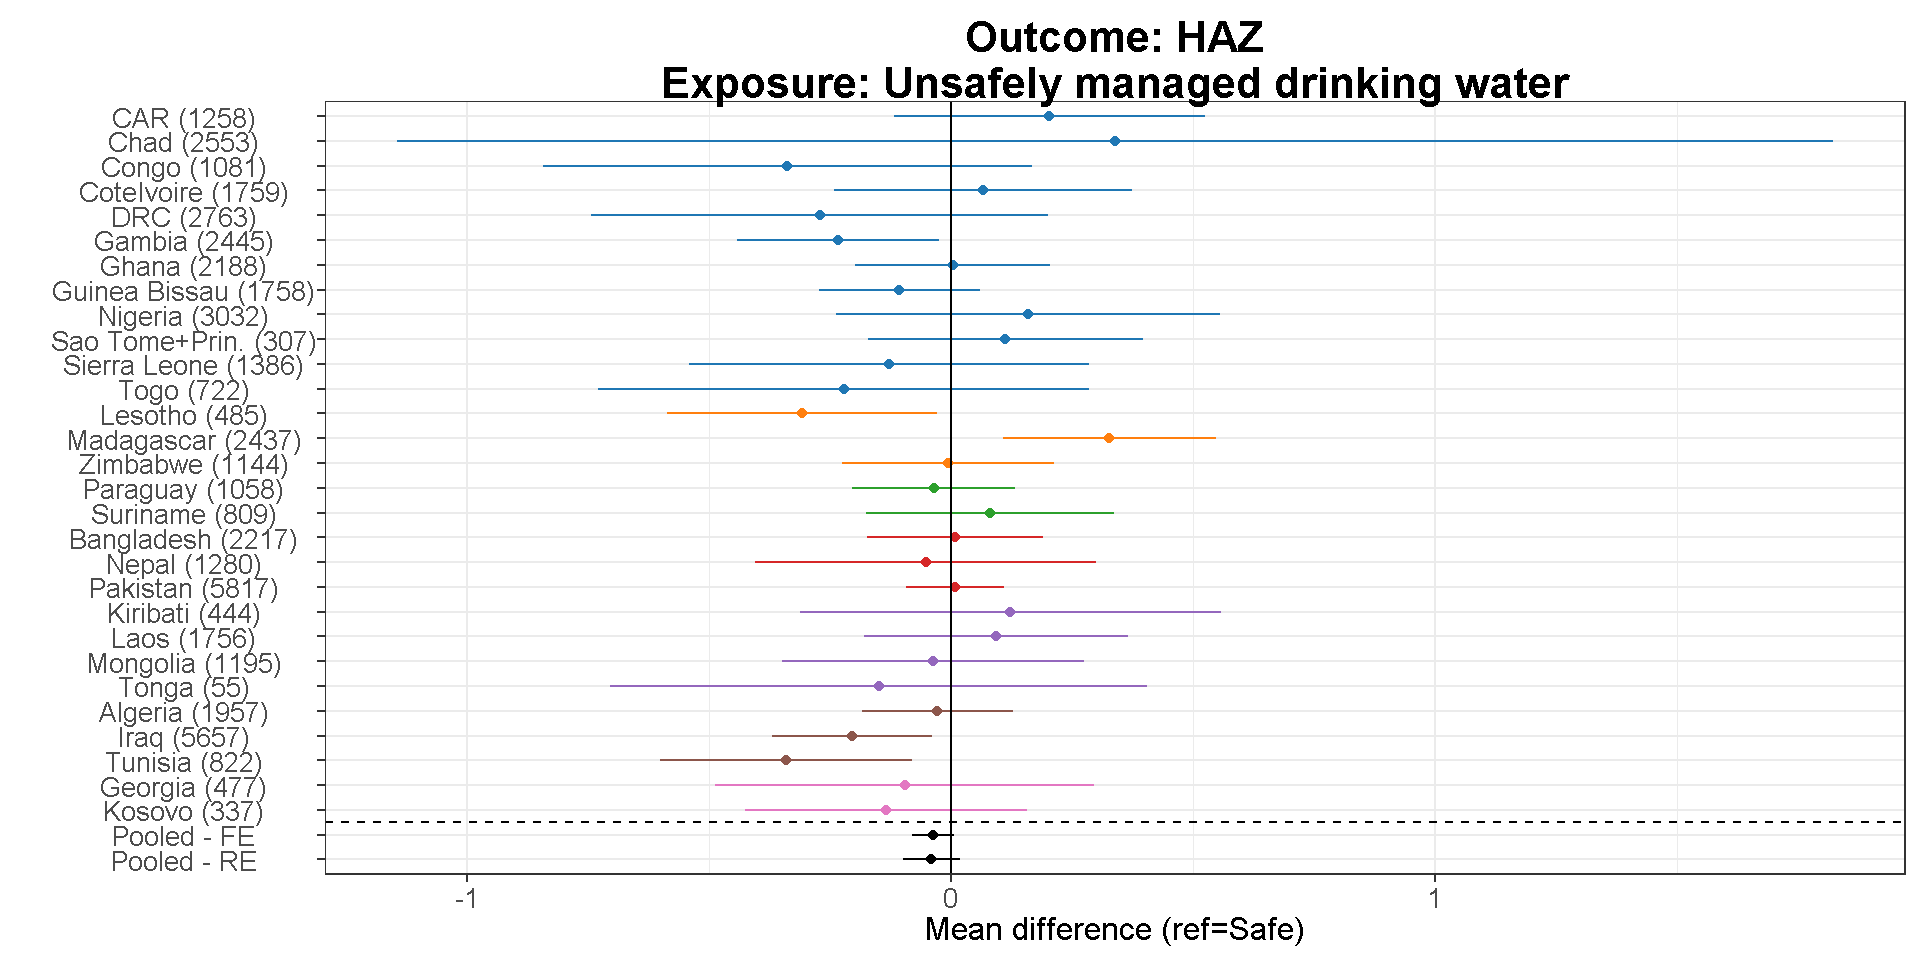 Outcome: HAZ
Exposure: Unsafely managed drinking water
CAR (1258)
Chad (2553)
Congo (1081)
CoteIvoire (1759)
DRC (2763)
Gambia (2445)
Ghana (2188)
Guinea Bissau (1758)
Nigeria (3032)
Sao Tome+Prin. (307)
Sierra Leone (1386)
Togo (722)
Lesotho (485)
Madagascar (2437)
Zimbabwe (1144)
Paraguay (1058)
Suriname (809)
Bangladesh (2217)
Nepal (1280)
Pakistan (5817)
Kiribati (444)
Laos (1756)
Mongolia (1195)
Tonga (55)
Algeria (1957)
Iraq (5657)
Tunisia (822)
Georgia (477)
Kosovo (337)
Pooled - FE
Pooled - RE
-1 0 1
Mean difference (ref=Safe)